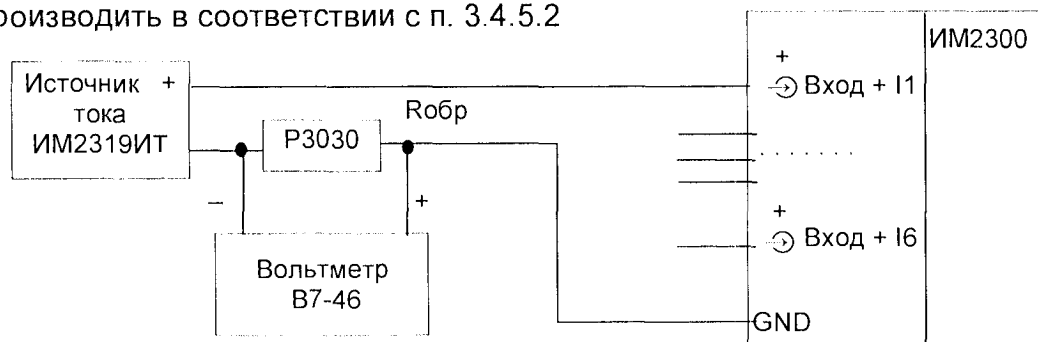 роизводить в соответствии с п. 3.4.5.2
ИМ2300
Источник +
тока
ИМ2319ИТ
+
Вход + I1
Rобр
Р3030
. . . . . . .
– +
+
Вход + I6
Вольтметр
В7-46
GND